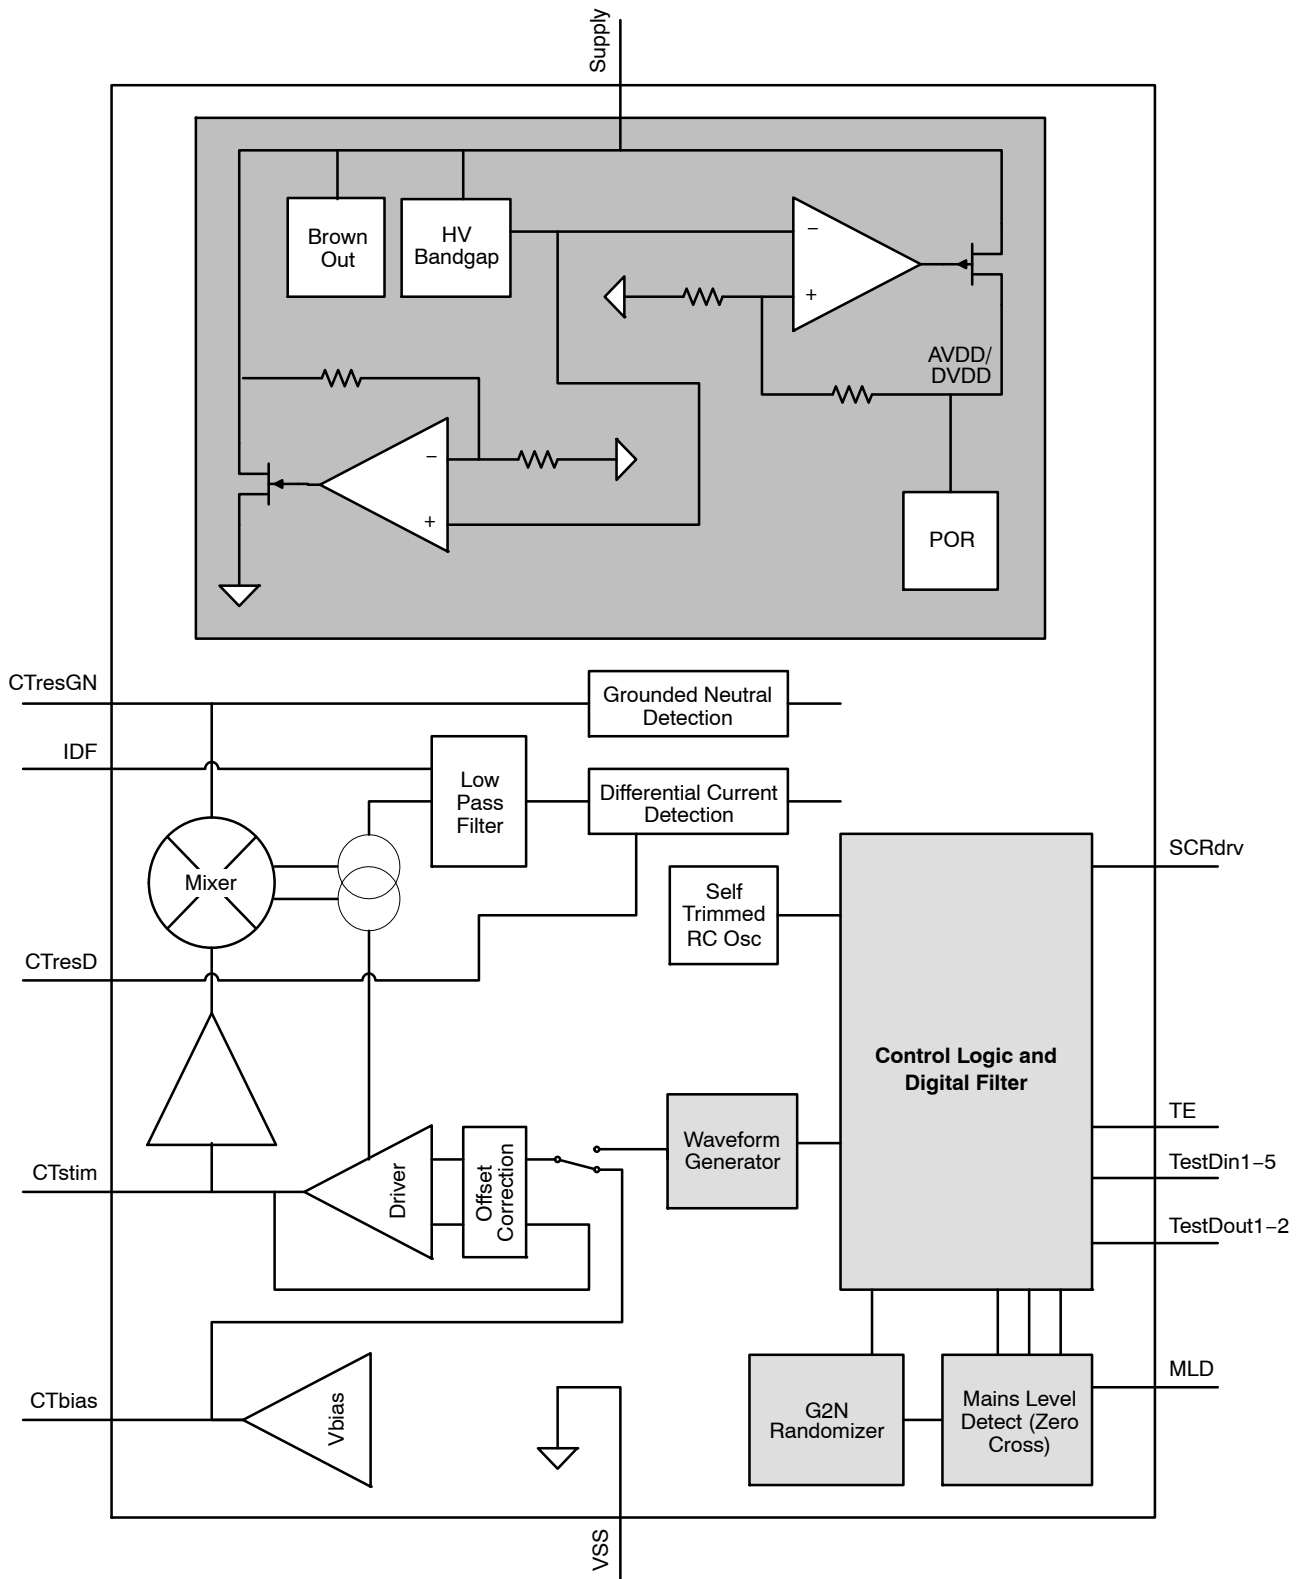 Supply
Brown
Out
HV
Bandgap
−
+
AVDD/
DVDD
−
+
POR
CTresGN
Grounded Neutral
Detection
IDF
Low
Pass
Filter
Differential Current
Detection
Mixer
SCRdrv
Self
Trimmed
RC Osc
CTresD
Control Logic and
Digital Filter
TE
Waveform
Generator
TestDin1−5
CTstim
Driver
Offset
Correction
TestDout1−2
MLD
CTbias
Vbias
G2N
Randomizer
Mains Level
Detect (Zero
Cross)
VSS